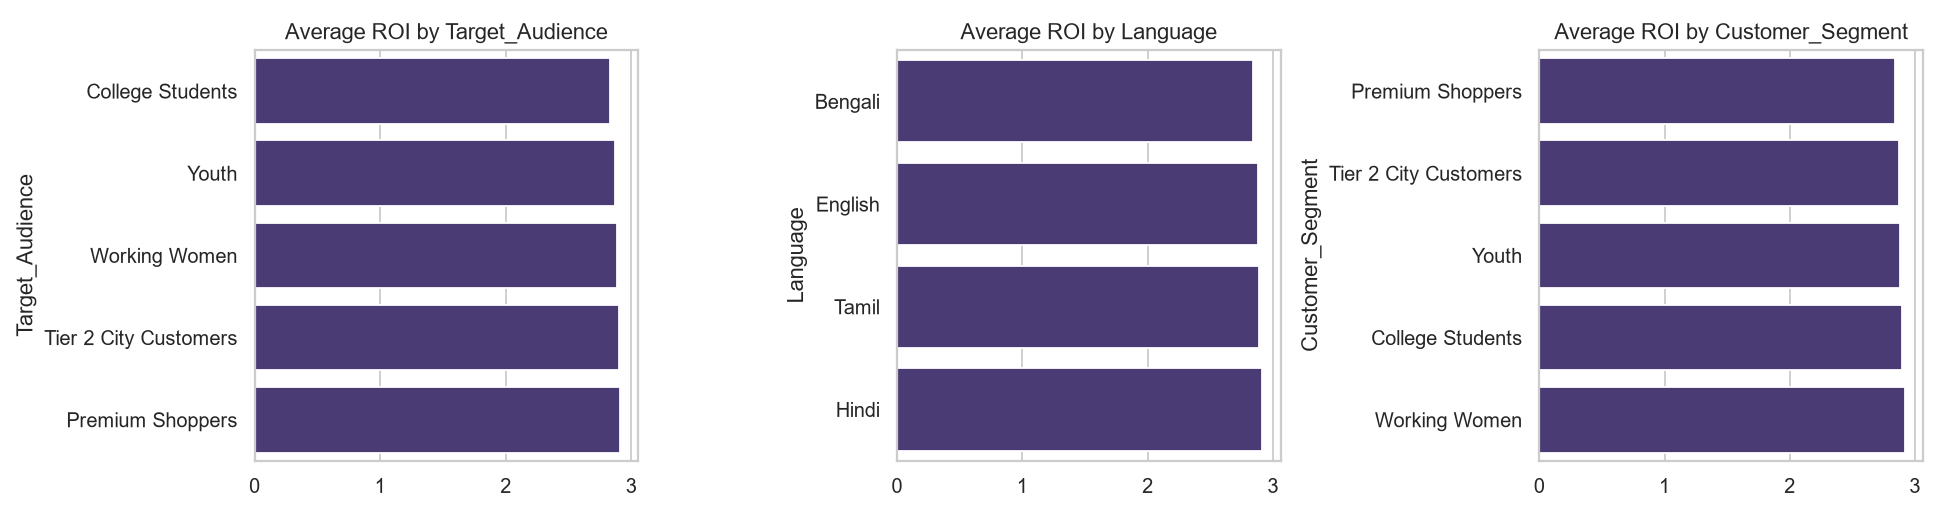 Average ROI by Target_Audience
Target_Audience
College Students
Youth
Working Women
Tier 2 City Customers
Premium Shoppers
0 1 2 3
Average ROI by Language
Language
Bengali
English
Tamil
Hindi
0 1 2 3
Average ROI by Customer_Segment
Customer_Segment
Premium Shoppers
Tier 2 City Customers
Youth
College Students
Working Women
0 1 2 3